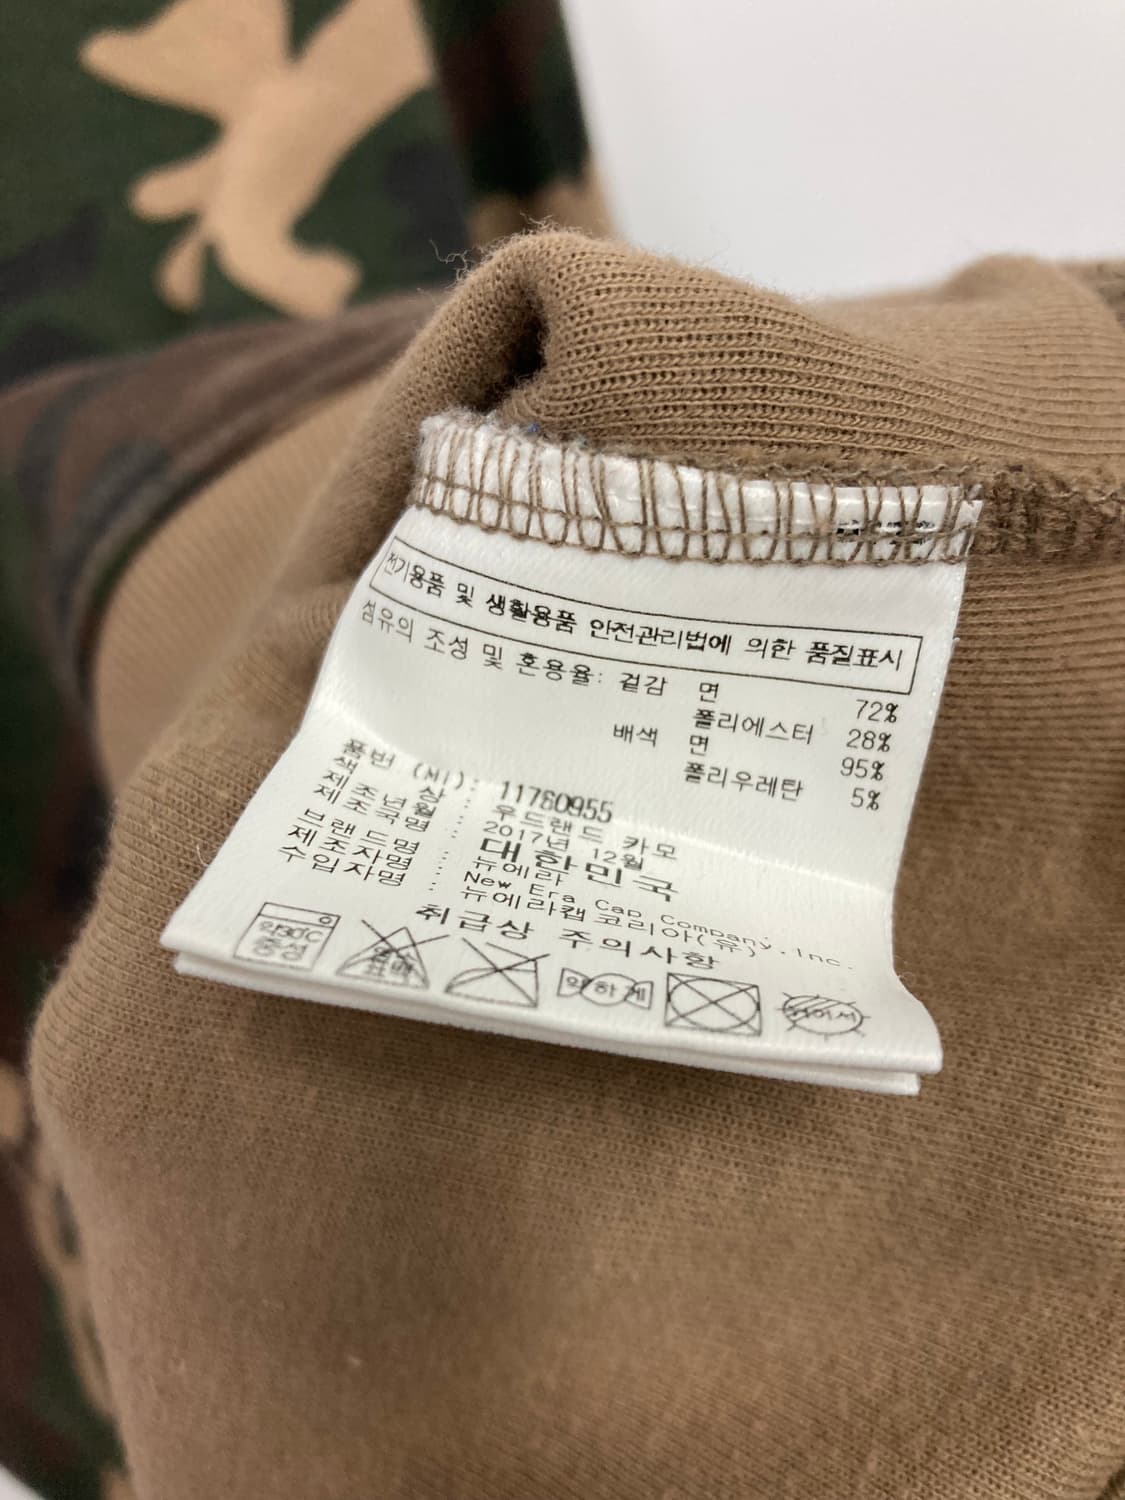 전기용품 및 생활용품 안전관리법에 의한 품질표시
섬유의 조성 및 혼용율: 겉감 면 72%
폴리에스터 28%
배색 면 95%
폴리우레탄 5%
품번 (MI): 11760955
색 상 : 우드랜드 카모
제조년월 : 2017년 12월
제조국명 : 대한민국
브랜드명 : 뉴에라
제조자명 : New Era Cap Company.Inc.
수입자명 : 뉴에라캡코리아(유)
취급상 주의사항
약30℃
중성
표백
약하게